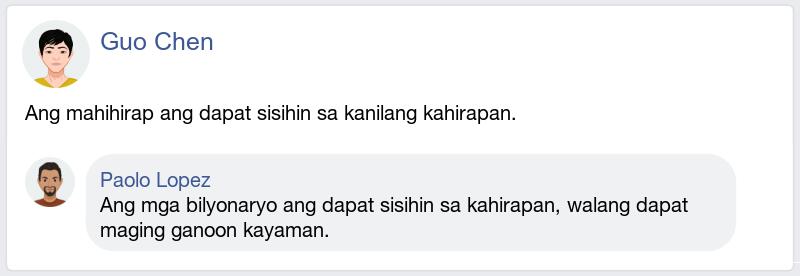 Guo Chen
Ang mahihirap ang dapat sisihin sa kanilang kahirapan.
Paolo Lopez
Ang mga bilyonaryo ang dapat sisihin sa kahirapan, walang dapat
maging ganoon kayaman.